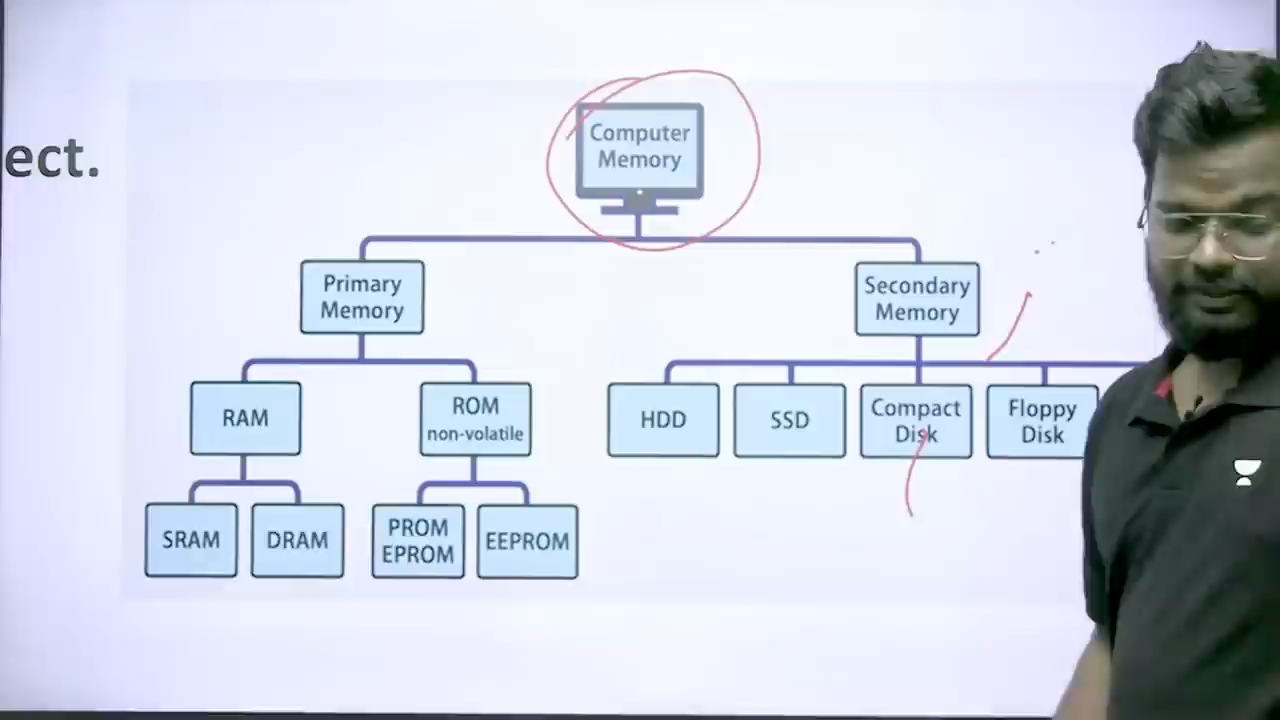 ect.
Computer
Memory
Primary
Memory
Secondary
Memory
RAM
ROM
non-volatile
HDD
SSD
Compact
Disk
Floppy
Disk
SRAM
DRAM
PROM
EPROM
EEPROM